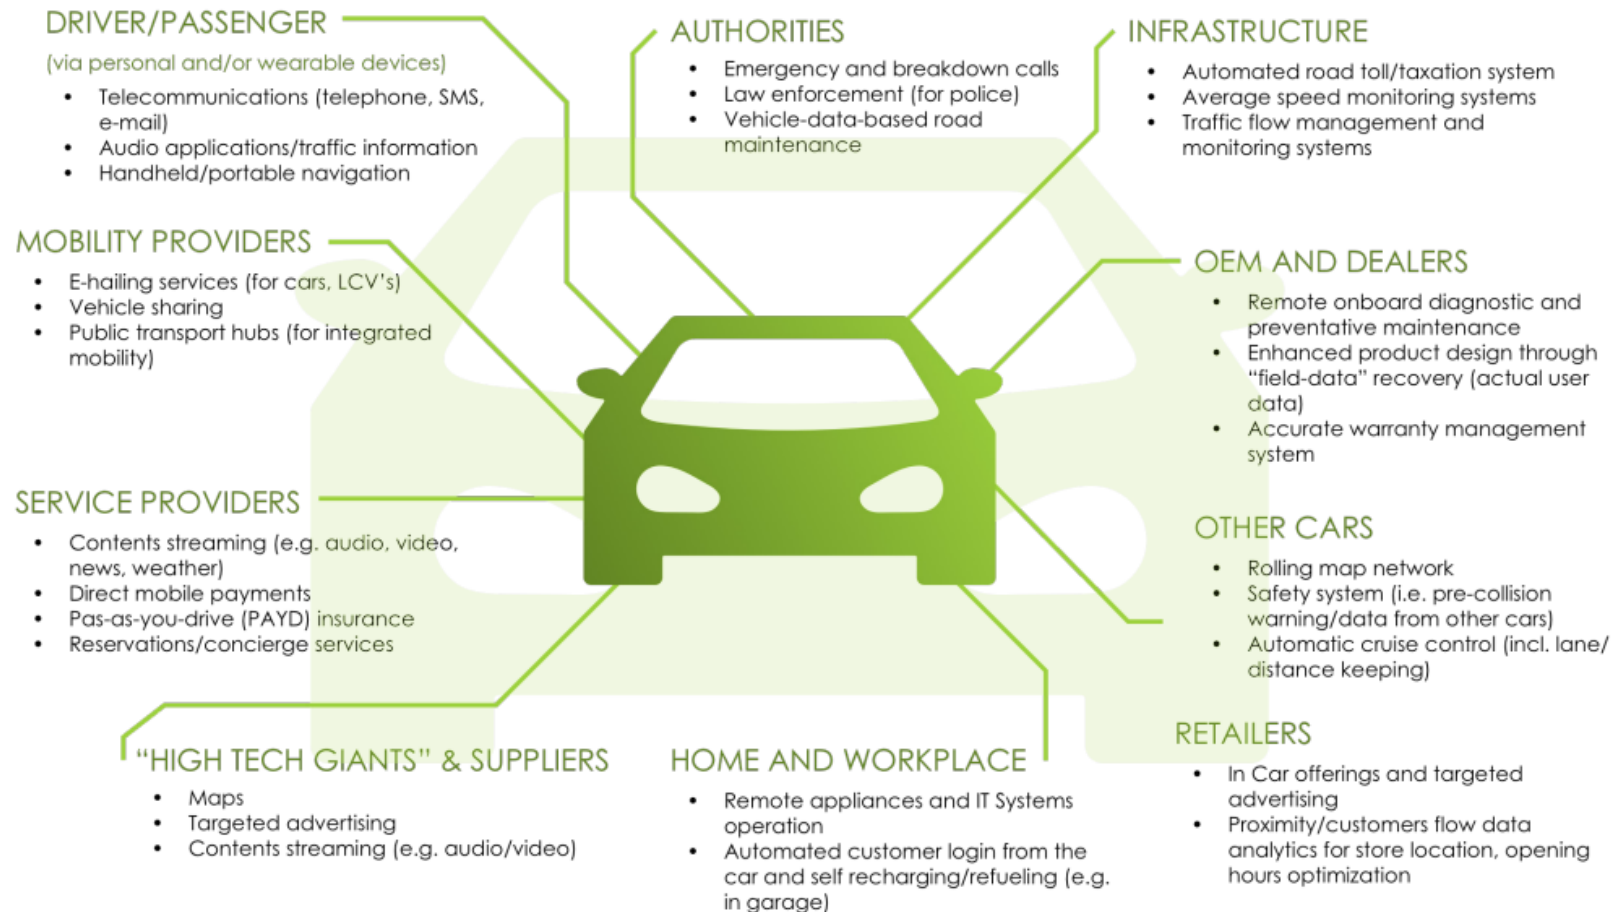 DRIVER/PASSENGER
(via personal and/or wearable devices)
• Telecommunications (telephone, SMS,
e-mail)
• Audio applications/traffic information
• Handheld/portable navigation
AUTHORITIES
• Emergency and breakdown calls
• Law enforcement (for police)
• Vehicle-data-based road
maintenance
INFRASTRUCTURE
• Automated road toll/taxation system
• Average speed monitoring systems
• Traffic flow management and
monitoring systems
MOBILITY PROVIDERS
• E-hailing services (for cars, LCV's)
• Vehicle sharing
• Public transport hubs (for integrated
mobility)
OEM AND DEALERS
• Remote onboard diagnostic and
preventative maintenance
• Enhanced product design through
“field-data” recovery (actual user
data)
• Accurate warranty management
system
SERVICE PROVIDERS
• Contents streaming (e.g. audio, video,
news, weather)
• Direct mobile payments
• Pas-as-you-drive (PAYD) insurance
• Reservations/concierge services
OTHER CARS
• Rolling map network
• Safety system (i.e. pre-collision
warning/data from other cars)
• Automatic cruise control (incl. lane/
distance keeping)
“HIGH TECH GIANTS” & SUPPLIERS
• Maps
• Targeted advertising
• Contents streaming (e.g. audio/video)
HOME AND WORKPLACE
• Remote appliances and IT Systems
operation
• Automated customer login from the
car and self recharging/refueling (e.g.
in garage)
RETAILERS
• In Car offerings and targeted
advertising
• Proximity/customers flow data
analytics for store location, opening
hours optimization